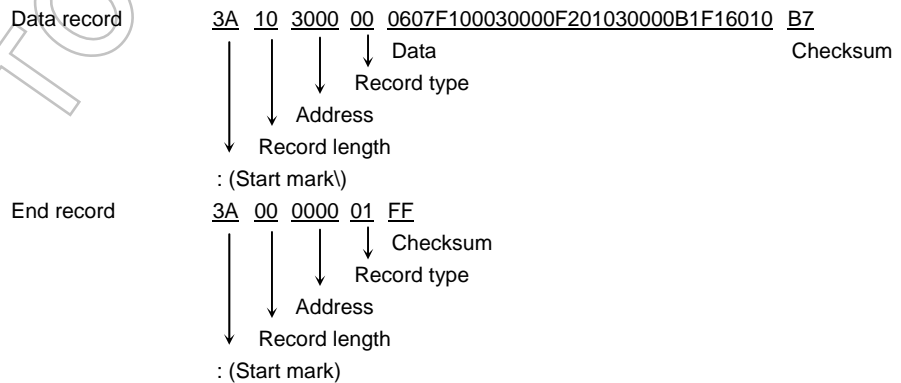 Data record 3A 10 3000 00 0607F100030000F201030000B1F16010 B7
Data Checksum
Record type
Address
Record length
: (Start mark\)
End record 3A 00 0000 01 FF
Checksum
Record type
Address
Record length
: (Start mark)